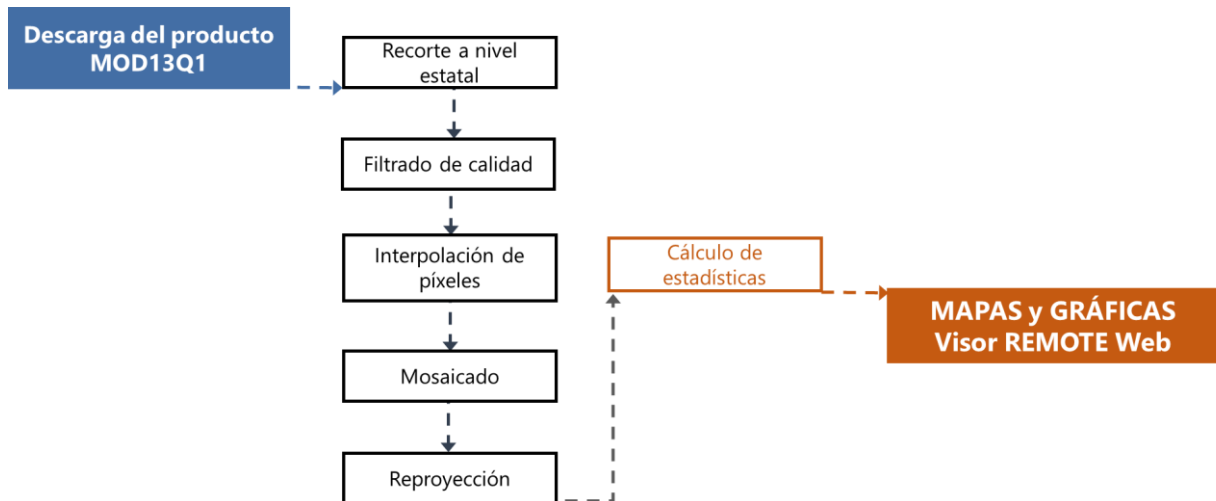 Descarga del producto
MOD13Q1
Recorte a nivel
estatal
Filtrado de calidad
Interpolación de
píxeles
Mosaicado
Reproyección
Cálculo de
estadísticas
MAPAS y GRÁFICAS
Visor REMOTE Web